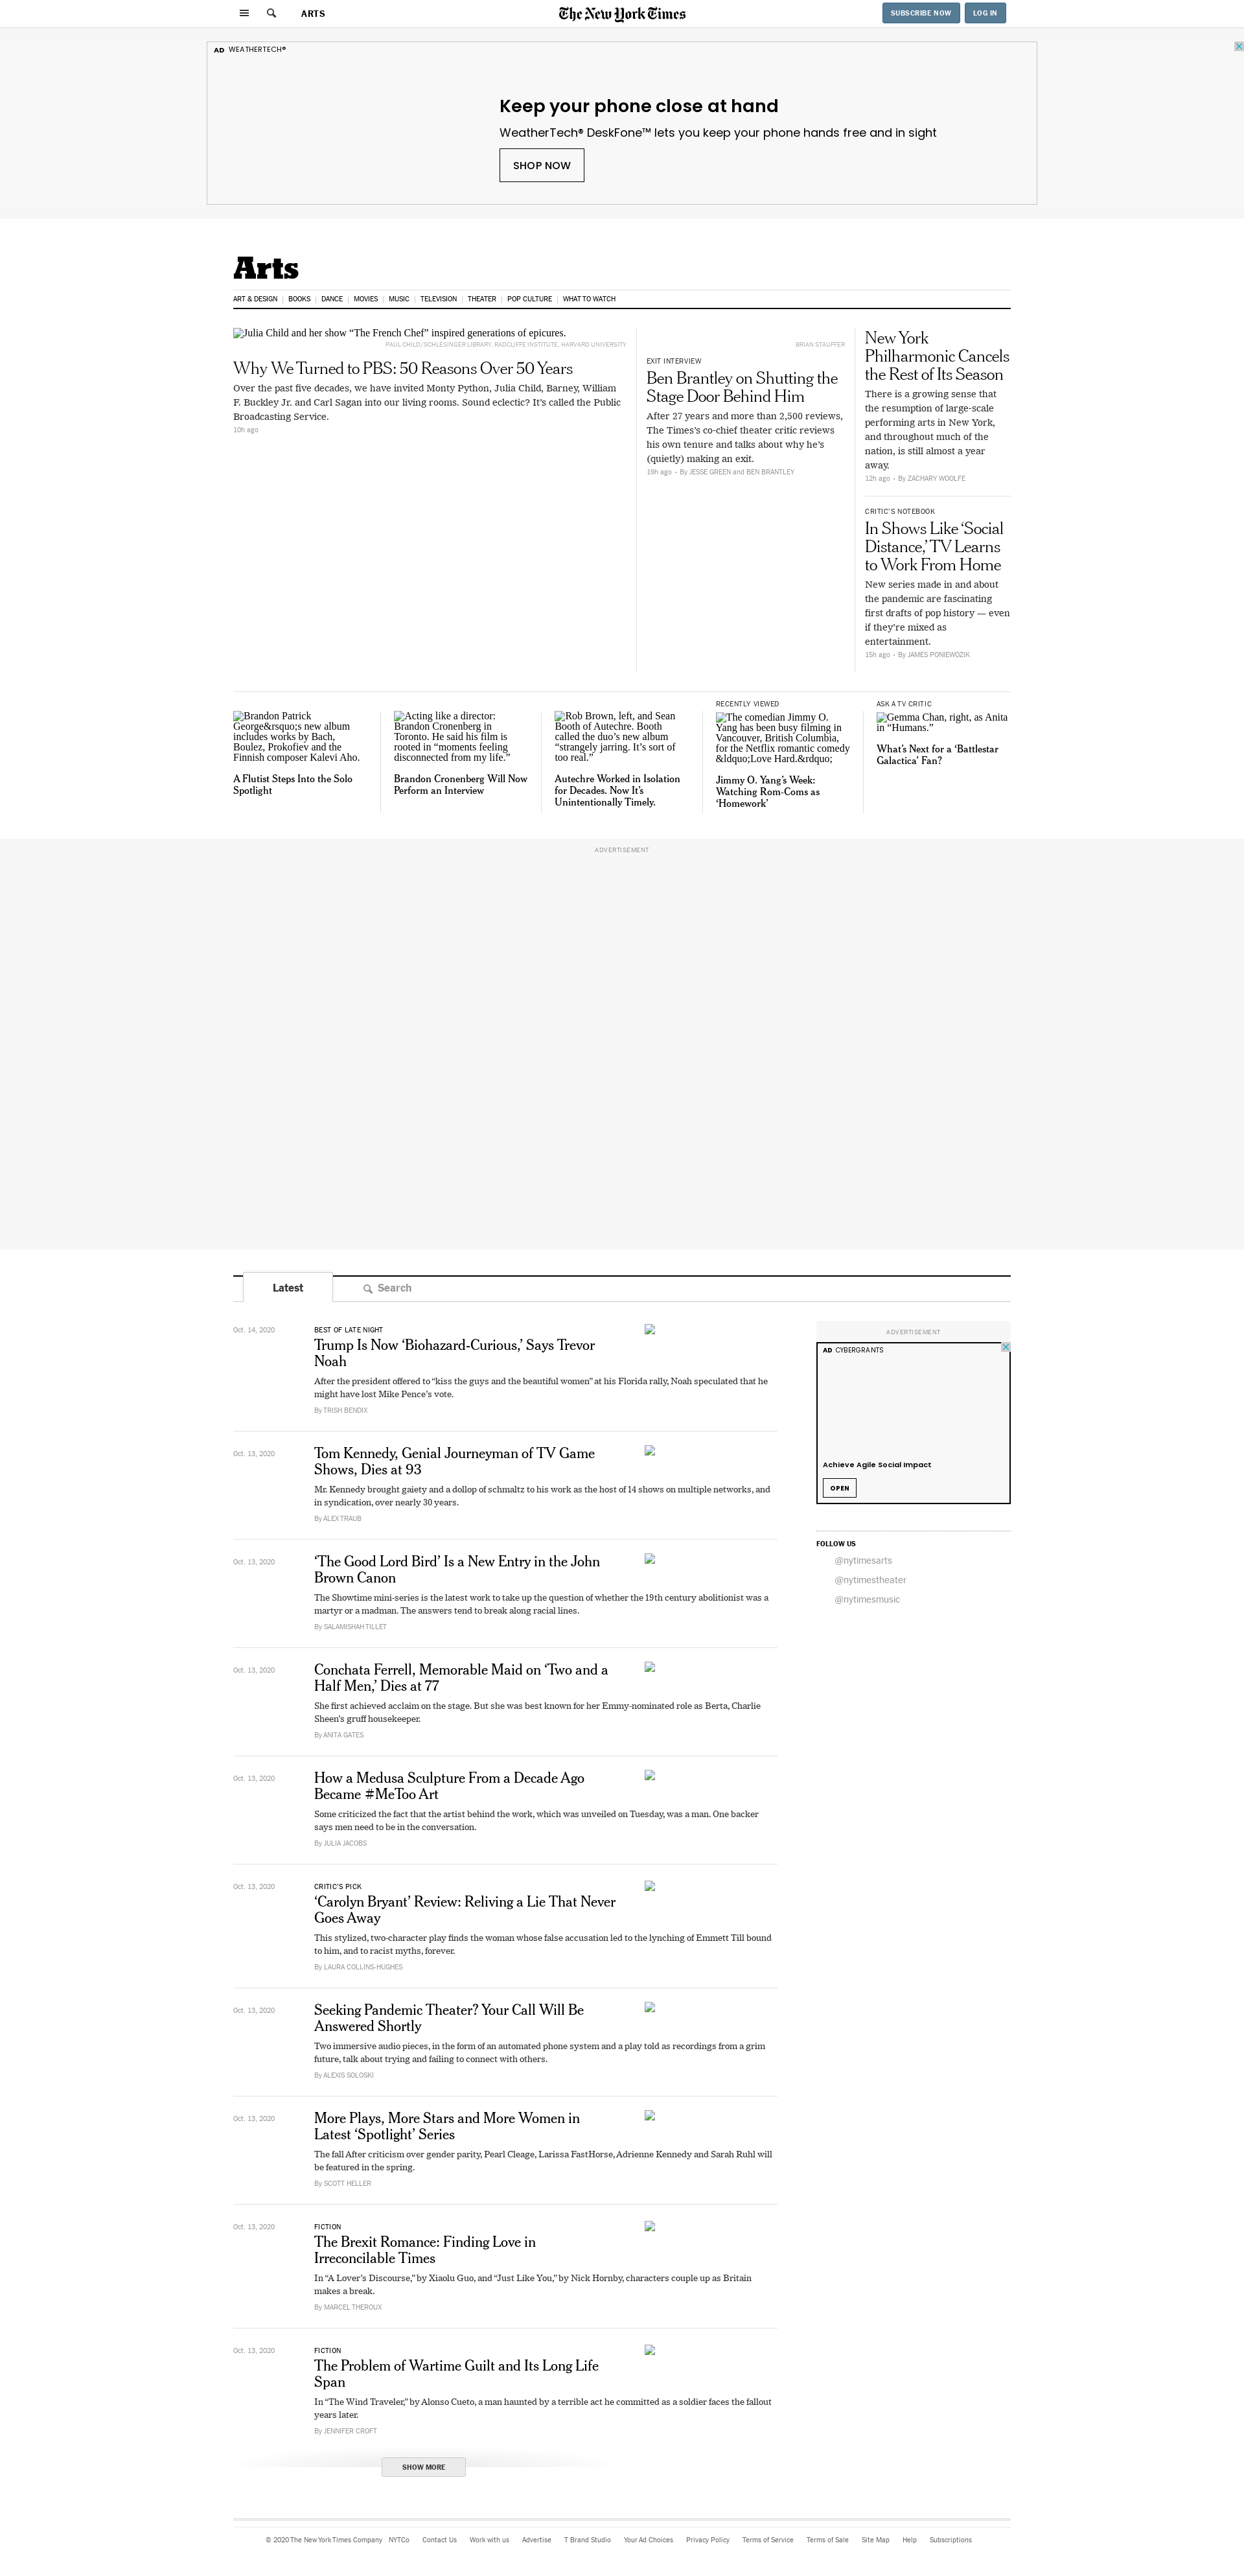 ARTS
The New York Times
SUBSCRIBE NOW
LOG IN
AD WEATHERTECH®
Keep your phone close at hand
WeatherTech® DeskFone™ lets you keep your phone hands free and in sight
SHOP NOW
Arts
ART & DESIGN
BOOKS
DANCE
MOVIES
MUSIC
TELEVISION
THEATER
POP CULTURE
WHAT TO WATCH
Julia Child and her show “The French Chef” inspired generations of epicures.
PAUL CHILD/SCHLESINGER LIBRARY, RADCLIFFE INSTITUTE, HARVARD UNIVERSITY
Why We Turned to PBS: 50 Reasons Over 50 Years
Over the past five decades, we have invited Monty Python, Julia Child, Barney, William
F. Buckley Jr. and Carl Sagan into our living rooms. Sound eclectic? It’s called the Public
Broadcasting Service.
10h ago
BRIAN STAUFFER
EXIT INTERVIEW
Ben Brantley on Shutting the
Stage Door Behind Him
After 27 years and more than 2,500 reviews,
The Times’s co-chief theater critic reviews
his own tenure and talks about why he’s
(quietly) making an exit.
19h ago • By JESSE GREEN and BEN BRANTLEY
New York
Philharmonic Cancels
the Rest of Its Season
There is a growing sense that
the resumption of large-scale
performing arts in New York,
and throughout much of the
nation, is still almost a year
away.
12h ago • By ZACHARY WOOLFE
CRITIC’S NOTEBOOK
In Shows Like ‘Social
Distance,’ TV Learns
to Work From Home
New series made in and about
the pandemic are fascinating
first drafts of pop history — even
if they’re mixed as
entertainment.
15h ago • By JAMES PONIEWOZIK
Brandon Patrick
George&rsquo;s new album
includes works by Bach,
Boulez, Prokofiev and the
Finnish composer Kalevi Aho.
A Flutist Steps Into the Solo
Spotlight
Acting like a director:
Brandon Cronenberg in
Toronto. He said his film is
rooted in “moments feeling
disconnected from my life.”
Brandon Cronenberg Will Now
Perform an Interview
Rob Brown, left, and Sean
Booth of Autechre. Booth
called the duo’s new album
“strangely jarring. It’s sort of
too real.”
Autechre Worked in Isolation
for Decades. Now It’s
Unintentionally Timely.
RECENTLY VIEWED
The comedian Jimmy O.
Yang has been busy filming in
Vancouver, British Columbia,
for the Netflix romantic comedy
&ldquo;Love Hard.&rdquo;
Jimmy O. Yang’s Week:
Watching Rom-Coms as
‘Homework’
ASK A TV CRITIC
Gemma Chan, right, as Anita
in “Humans.”
What’s Next for a ‘Battlestar
Galactica’ Fan?
ADVERTISEMENT
Latest
Search
Oct. 14, 2020
BEST OF LATE NIGHT
Trump Is Now ‘Biohazard-Curious,’ Says Trevor
Noah
After the president offered to “kiss the guys and the beautiful women” at his Florida rally, Noah speculated that he
might have lost Mike Pence’s vote.
By TRISH BENDIX
Oct. 13, 2020
Tom Kennedy, Genial Journeyman of TV Game
Shows, Dies at 93
Mr. Kennedy brought gaiety and a dollop of schmaltz to his work as the host of 14 shows on multiple networks, and
in syndication, over nearly 30 years.
By ALEX TRAUB
Oct. 13, 2020
‘The Good Lord Bird’ Is a New Entry in the John
Brown Canon
The Showtime mini-series is the latest work to take up the question of whether the 19th century abolitionist was a
martyr or a madman. The answers tend to break along racial lines.
By SALAMISHAH TILLET
Oct. 13, 2020
Conchata Ferrell, Memorable Maid on ‘Two and a
Half Men,’ Dies at 77
She first achieved acclaim on the stage. But she was best known for her Emmy-nominated role as Berta, Charlie
Sheen’s gruff housekeeper.
By ANITA GATES
Oct. 13, 2020
How a Medusa Sculpture From a Decade Ago
Became #MeToo Art
Some criticized the fact that the artist behind the work, which was unveiled on Tuesday, was a man. One backer
says men need to be in the conversation.
By JULIA JACOBS
Oct. 13, 2020
CRITIC’S PICK
‘Carolyn Bryant’ Review: Reliving a Lie That Never
Goes Away
This stylized, two-character play finds the woman whose false accusation led to the lynching of Emmett Till bound
to him, and to racist myths, forever.
By LAURA COLLINS-HUGHES
Oct. 13, 2020
Seeking Pandemic Theater? Your Call Will Be
Answered Shortly
Two immersive audio pieces, in the form of an automated phone system and a play told as recordings from a grim
future, talk about trying and failing to connect with others.
By ALEXIS SOLOSKI
Oct. 13, 2020
More Plays, More Stars and More Women in
Latest ‘Spotlight’ Series
The fall After criticism over gender parity, Pearl Cleage, Larissa FastHorse, Adrienne Kennedy and Sarah Ruhl will
be featured in the spring.
By SCOTT HELLER
Oct. 13, 2020
FICTION
The Brexit Romance: Finding Love in
Irreconcilable Times
In “A Lover’s Discourse,” by Xiaolu Guo, and “Just Like You,” by Nick Hornby, characters couple up as Britain
makes a break.
By MARCEL THEROUX
Oct. 13, 2020
FICTION
The Problem of Wartime Guilt and Its Long Life
Span
In “The Wind Traveler,” by Alonso Cueto, a man haunted by a terrible act he committed as a soldier faces the fallout
years later.
By JENNIFER CROFT
SHOW MORE
ADVERTISEMENT
AD CYBERGRANTS
Achieve Agile Social Impact
OPEN
FOLLOW US
@nytimesarts
@nytimestheater
@nytimesmusic
© 2020 The New York Times Company NYTCo Contact Us Work with us Advertise T Brand Studio Your Ad Choices Privacy Policy Terms of Service Terms of Sale Site Map Help Subscriptions